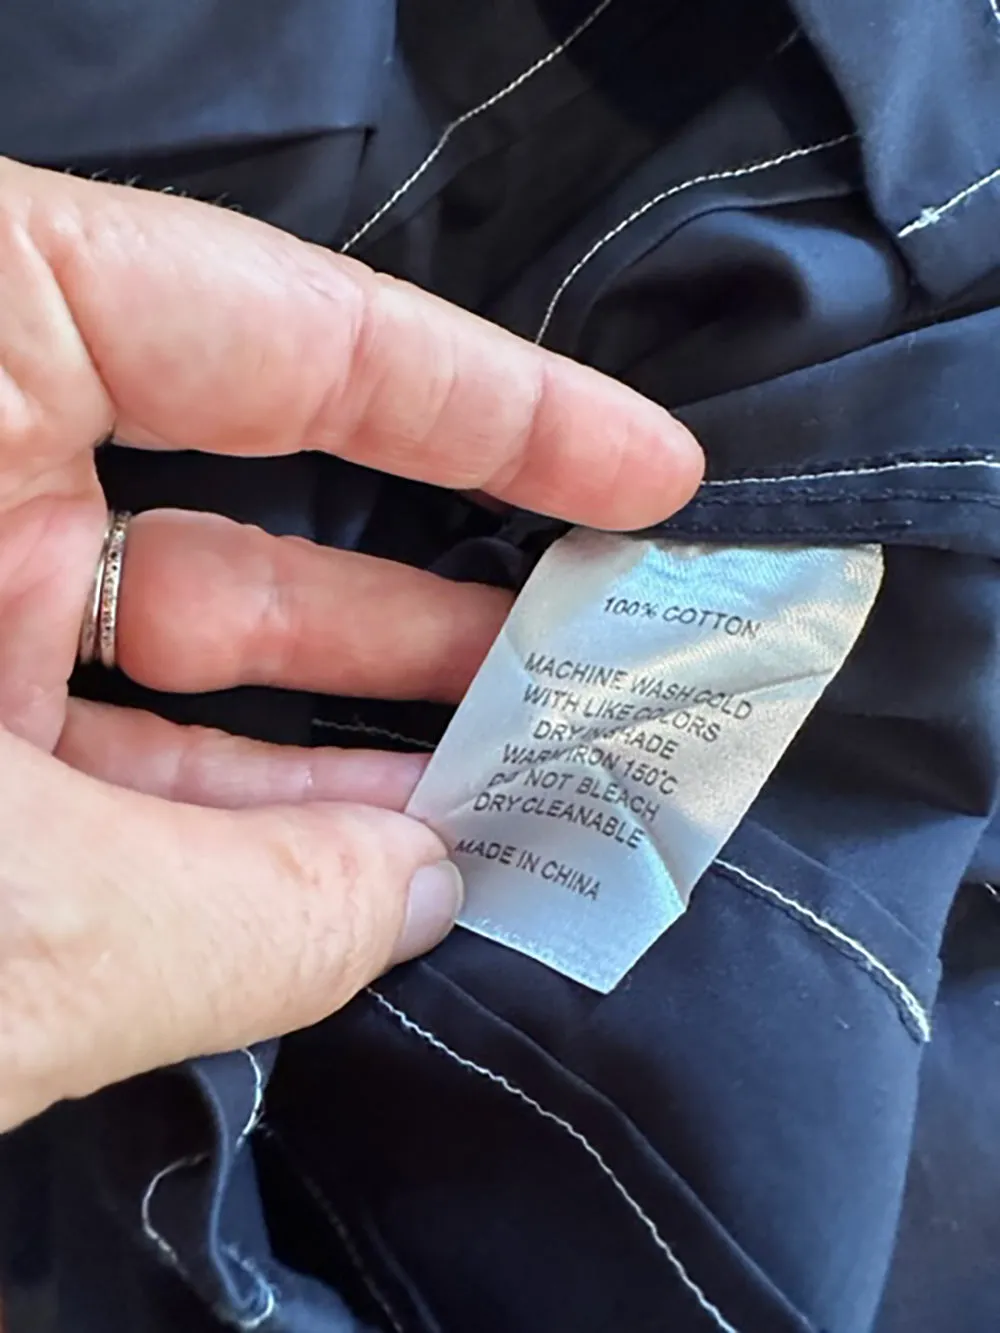 100% COTTON
MACHINE WASH COLD
WITH LIKE COLORS
DRY IN SHADE
WARM IRON 150°C
DO NOT BLEACH
DRY CLEANABLE
MADE IN CHINA